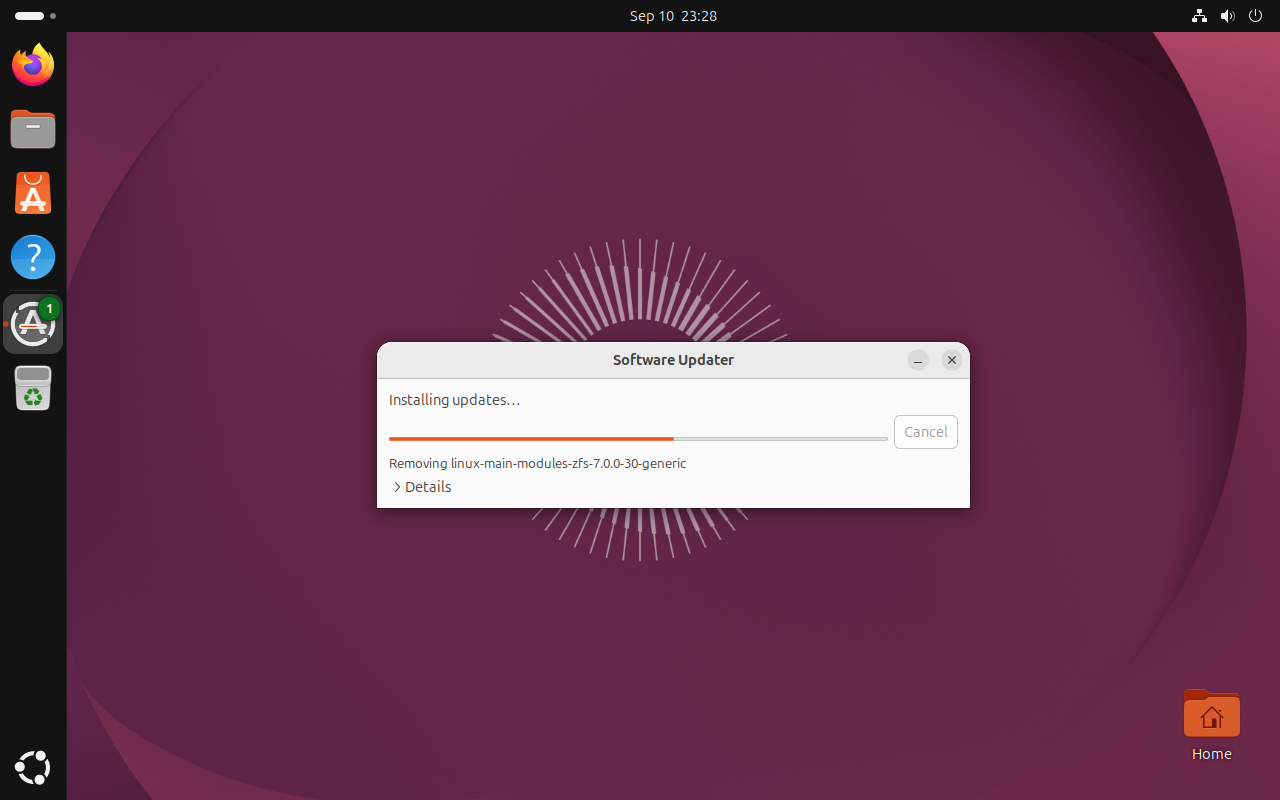 Sep 10 23:28
1
Software Updater
Installing updates…
Cancel
Removing linux-main-modules-zfs-7.0.0-30-generic
Details
Home